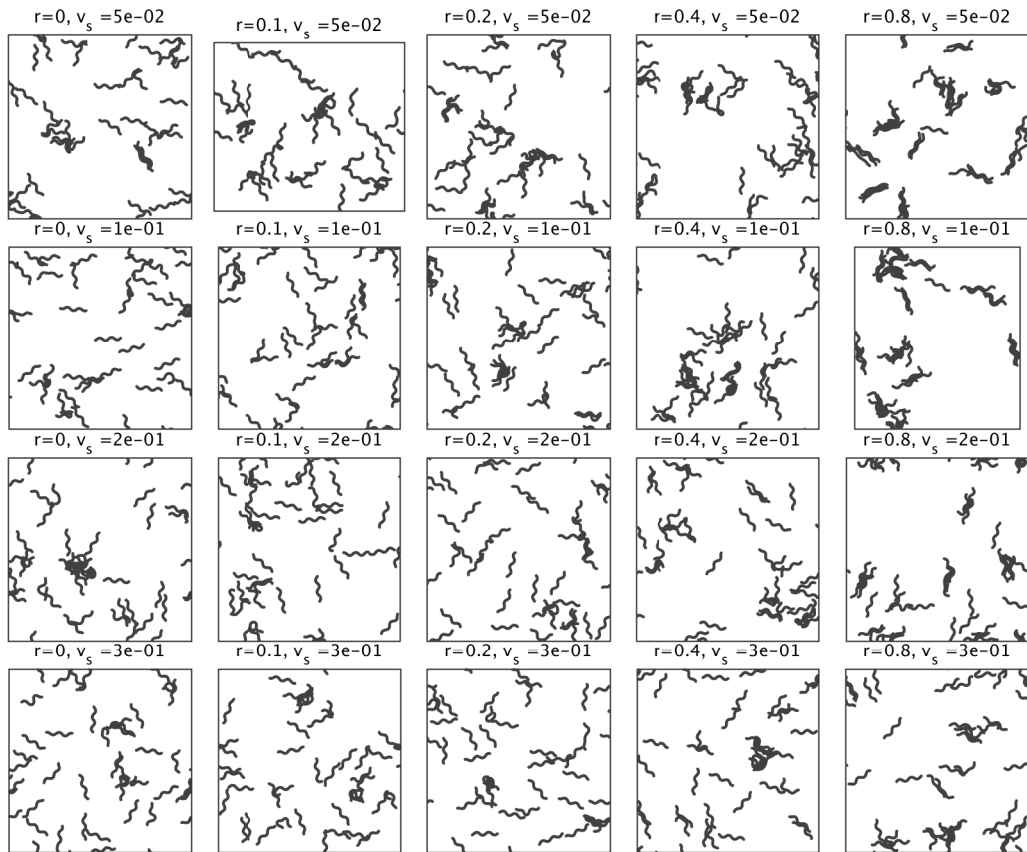 r=0, v_s =5e-02
r=0.1, v_s =5e-02
r=0.2, v_s =5e-02
r=0.4, v_s =5e-02
r=0.8, v_s =5e-02
r=0, v_s =1e-01
r=0.1, v_s =1e-01
r=0.2, v_s =1e-01
r=0.4, v_s =1e-01
r=0.8, v_s =1e-01
r=0, v_s =2e-01
r=0.1, v_s =2e-01
r=0.2, v_s =2e-01
r=0.4, v_s =2e-01
r=0.8, v_s =2e-01
r=0, v_s =3e-01
r=0.1, v_s =3e-01
r=0.2, v_s =3e-01
r=0.4, v_s =3e-01
r=0.8, v_s =3e-01